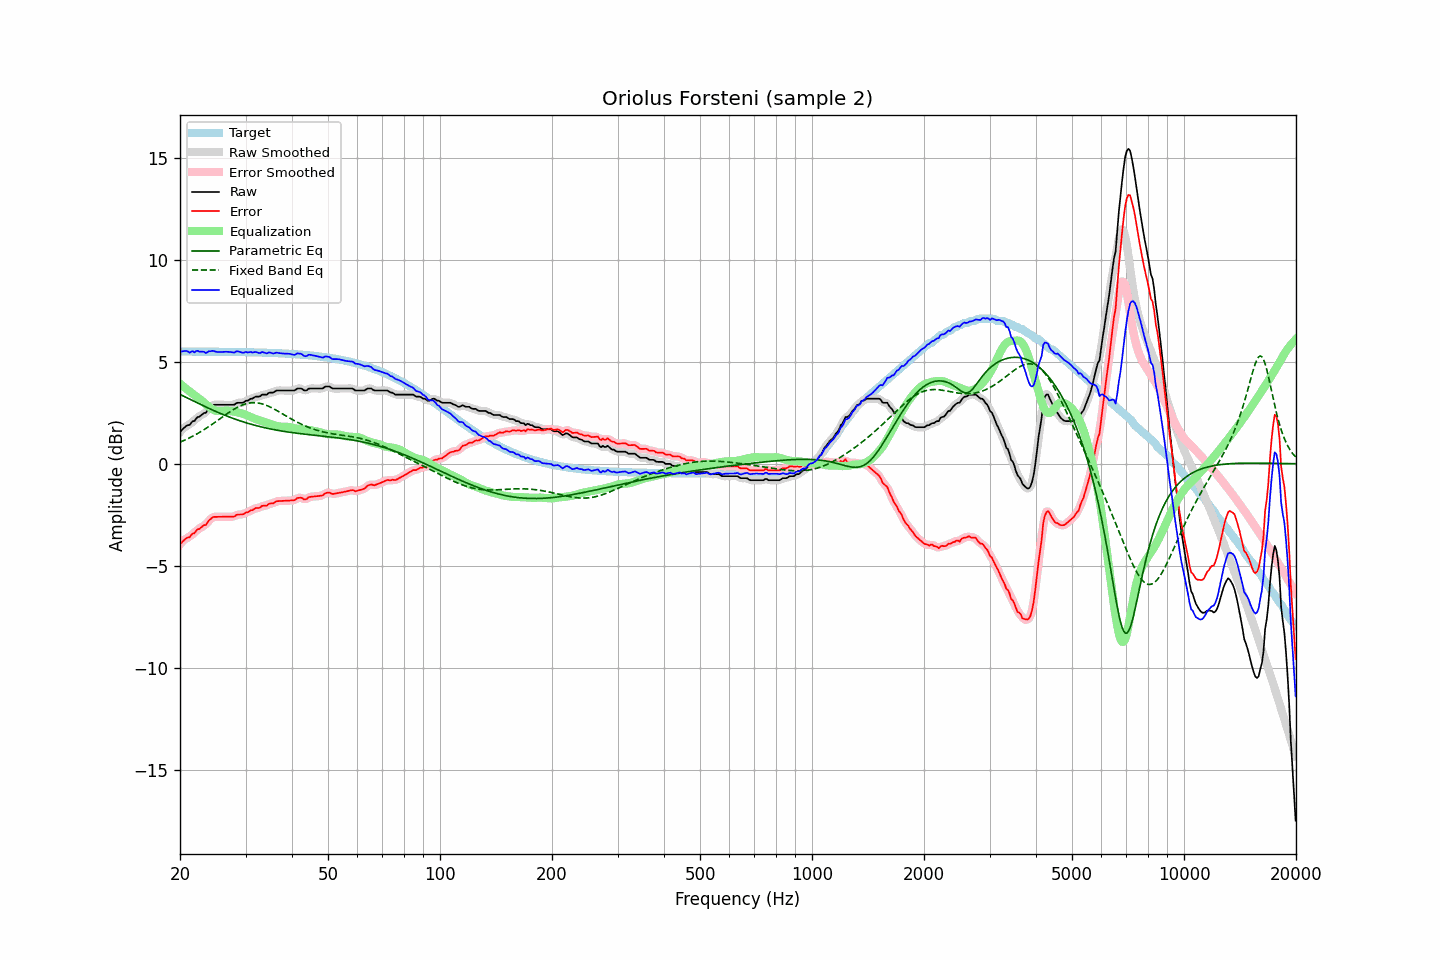 Oriolus Forsteni (sample 2)
Target
Raw Smoothed
Error Smoothed
Raw
Error
Equalization
Parametric Eq
Fixed Band Eq
Equalized
Amplitude (dBr)
15
10
5
0
−5
−10
−15
20 50 100 200 500 1000 2000 5000 10000 20000
Frequency (Hz)